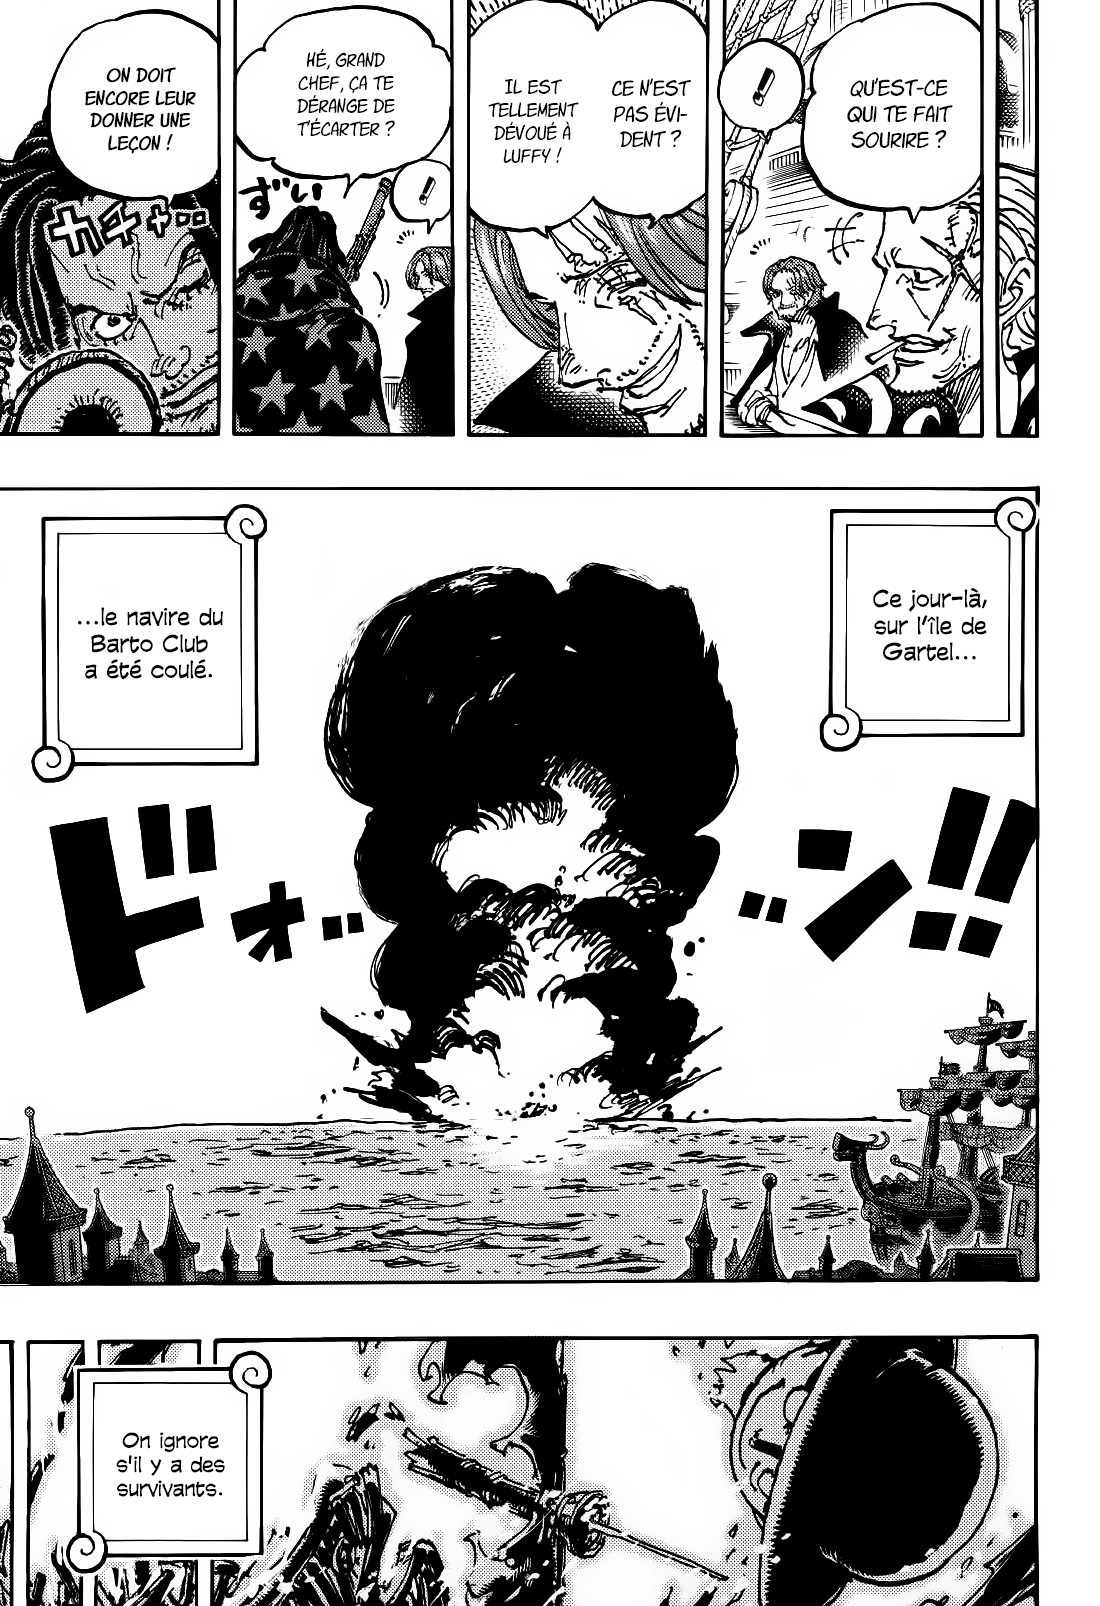 QU'EST-CE
QUI TE FAIT
SOURIRE ?
!
CE N'EST
PAS ÉVI-
DENT ?
IL EST
TELLEMENT
DÉVOUÉ À
LUFFY !
HÉ, GRAND
CHEF, ÇA TE
DÉRANGE DE
T'ÉCARTER ?
!
ずい
ON DOIT
ENCORE LEUR
DONNER UNE
LEÇON !
カチャ…
Ce jour-là,
sur l'île de
Gartel...
...le navire du
Barto Club
a été coulé.
ドォ…ン!!
On ignore
s'il y a des
survivants.